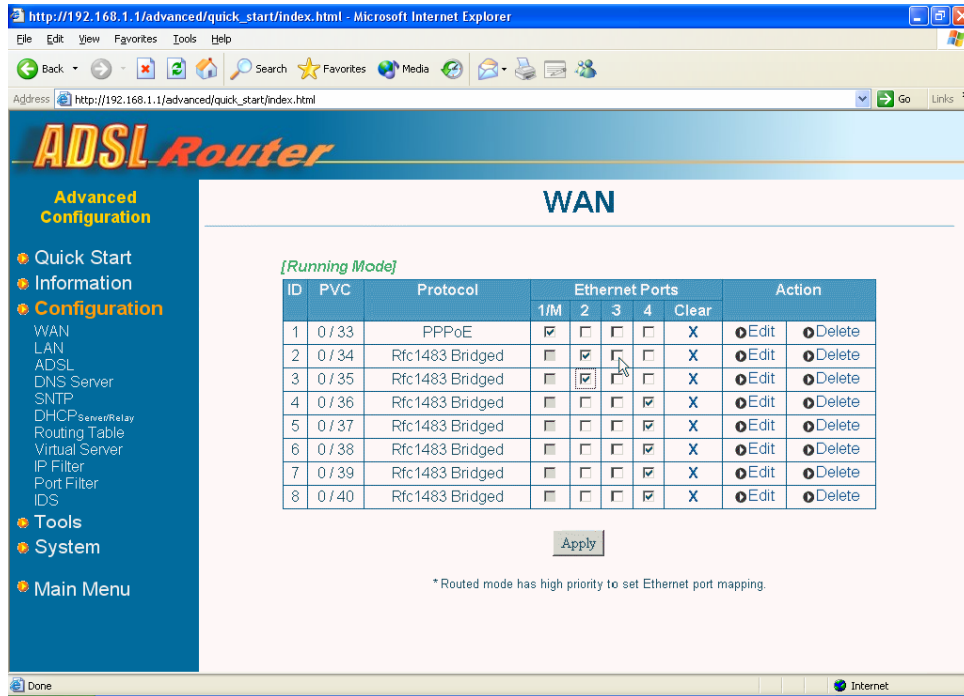 http://192.168.1.1/advanced/quick_start/index.html - Microsoft Internet Explorer
File Edit View Favorites Tools Help
Back Search Favorites Media
Address http://192.168.1.1/advanced/quick_start/index.html Go Links
ADSL Router
Advanced
Configuration
Quick Start
Information
Configuration
WAN
LAN
ADSL
DNS Server
SNTP
DHCP Server/Relay
Routing Table
Virtual Server
IP Filter
Port Filter
IDS
Tools
System
Main Menu
WAN
[Running Mode]
ID PVC Protocol Ethernet Ports Action
1/M 2 3 4 Clear
1 0 / 33 PPPoE X Edit Delete
2 0 / 34 Rfc1483 Bridged X Edit Delete
3 0 / 35 Rfc1483 Bridged X Edit Delete
4 0 / 36 Rfc1483 Bridged X Edit Delete
5 0 / 37 Rfc1483 Bridged X Edit Delete
6 0 / 38 Rfc1483 Bridged X Edit Delete
7 0 / 39 Rfc1483 Bridged X Edit Delete
8 0 / 40 Rfc1483 Bridged X Edit Delete
Apply
* Routed mode has high priority to set Ethernet port mapping.
Done Internet